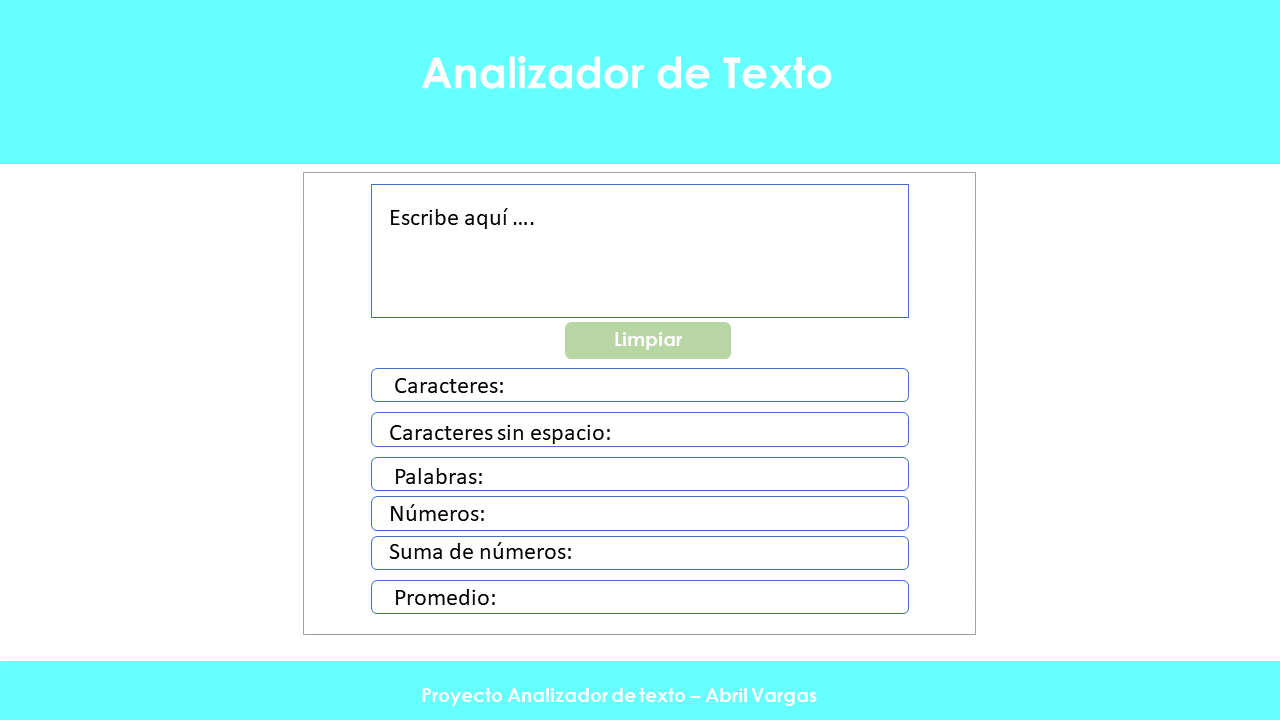 Analizador de Texto
Escribe aquí ....
Limpiar
Caracteres:
Caracteres sin espacio:
Palabras:
Números:
Suma de números:
Promedio:
Proyecto Analizador de texto – Abril Vargas